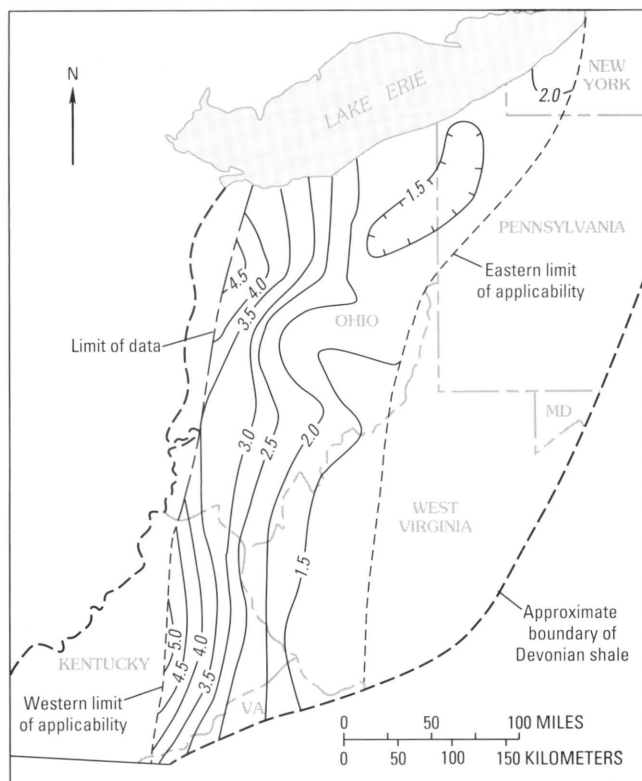 N
NEW
YORK
2.0
LAKE ERIE
1.5
PENNSYLVANIA
4.5
4.0
3.5
Eastern limit
of applicability
OHIO
Limit of data
MD
3.0
2.5
2.0
WEST
VIRGINIA
1.5
Approximate
boundary of
Devonian shale
5.0
4.5
4.0
3.5
KENTUCKY
Western limit
of applicability
VA
0 50 100 MILES
0 50 100 150 KILOMETERS